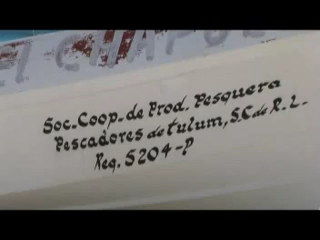 Soc. Coop. de Prod. Pesquera
Pescadores de tulum, S.C. de R.L.
Reg. 5204-P